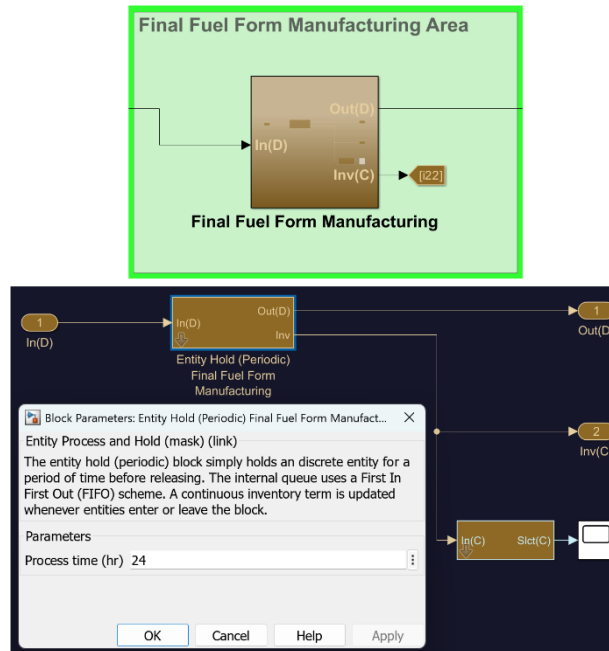 Final Fuel Form Manufacturing Area
Out(D)
In(D)
Inv(C)
[i22]
Final Fuel Form Manufacturing
1
In(D)
In(D)
Out(D)
Inv
Entity Hold (Periodic)
Final Fuel Form
Manufacturing
1
Out(D
2
Inv(C
In(C)
Slct(C)
Block Parameters: Entity Hold (Periodic) Final Fuel Form Manufact...
Entity Process and Hold (mask) (link)
The entity hold (periodic) block simply holds an discrete entity for a
period of time before releasing. The internal queue uses a First In
First Out (FIFO) scheme. A continuous inventory term is updated
whenever entities enter or leave the block.
Parameters
Process time (hr) 24
OK
Cancel
Help
Apply